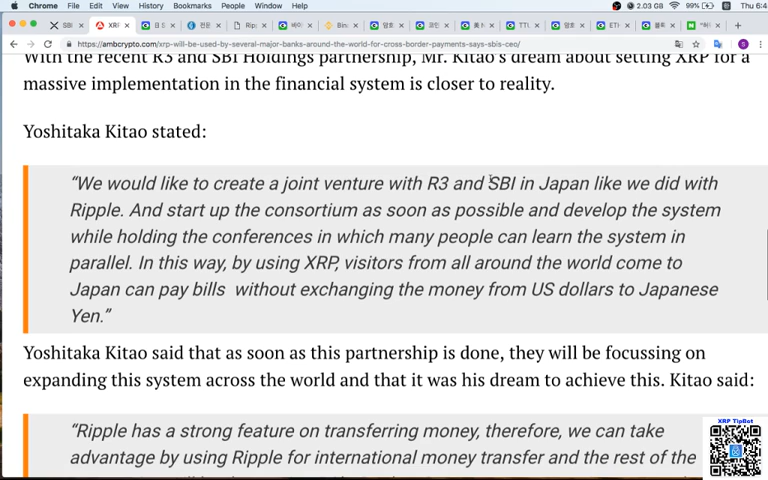 Chrome File Edit View History Bookmarks People Window Help 2.03 GB 99% Thu 6:4
SBI XRP Rip
https://ambcrypto.com/xrp-will-be-used-by-several-major-banks-around-the-world-for-cross-border-payments-says-sbis-ceo/
With the recent R3 and SBI Holdings partnership, Mr. Kitao's dream about setting XRP for a
massive implementation in the financial system is closer to reality.
Yoshitaka Kitao stated:
“We would like to create a joint venture with R3 and SBI in Japan like we did with
Ripple. And start up the consortium as soon as possible and develop the system
while holding the conferences in which many people can learn the system in
parallel. In this way, by using XRP, visitors from all around the world come to
Japan can pay bills without exchanging the money from US dollars to Japanese
Yen.”
Yoshitaka Kitao said that as soon as this partnership is done, they will be focussing on
expanding this system across the world and that it was his dream to achieve this. Kitao said:
“Ripple has a strong feature on transferring money, therefore, we can take
advantage by using Ripple for international money transfer and the rest of the
XRP TipBot